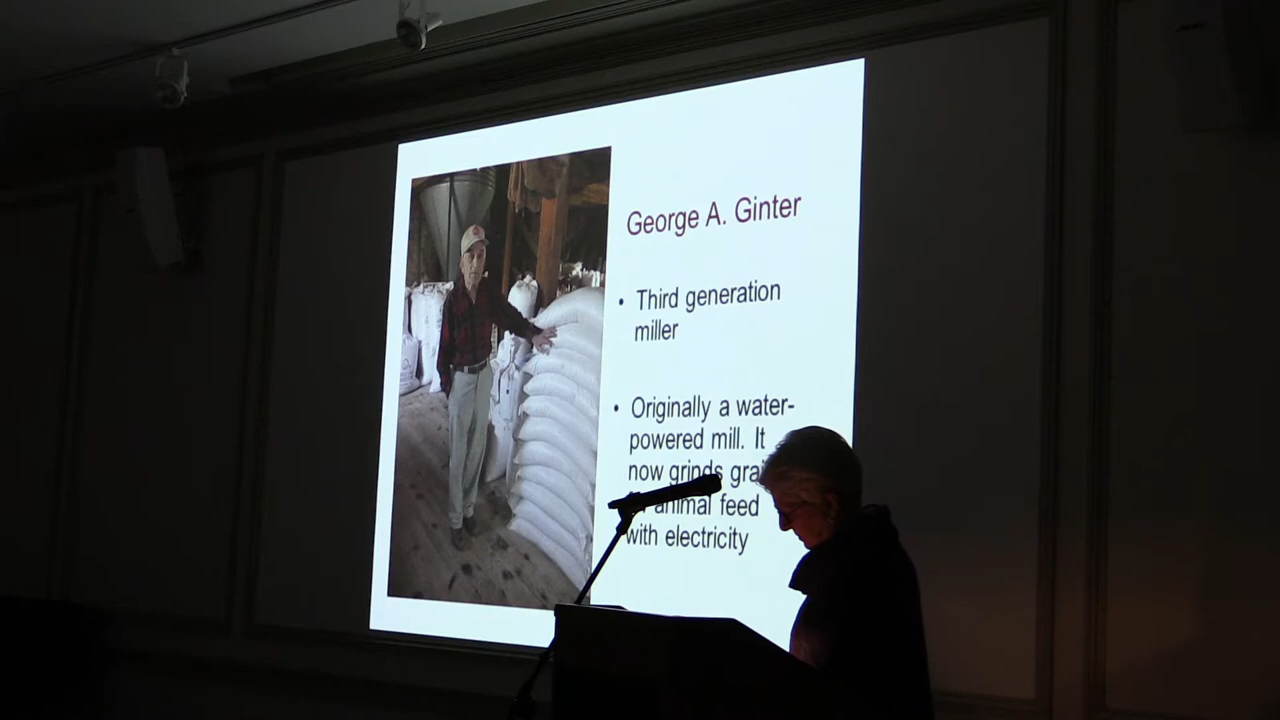 George A. Ginter
• Third generation
miller
• Originally a water-
powered mill. It
now grinds
animal feed
with electricity